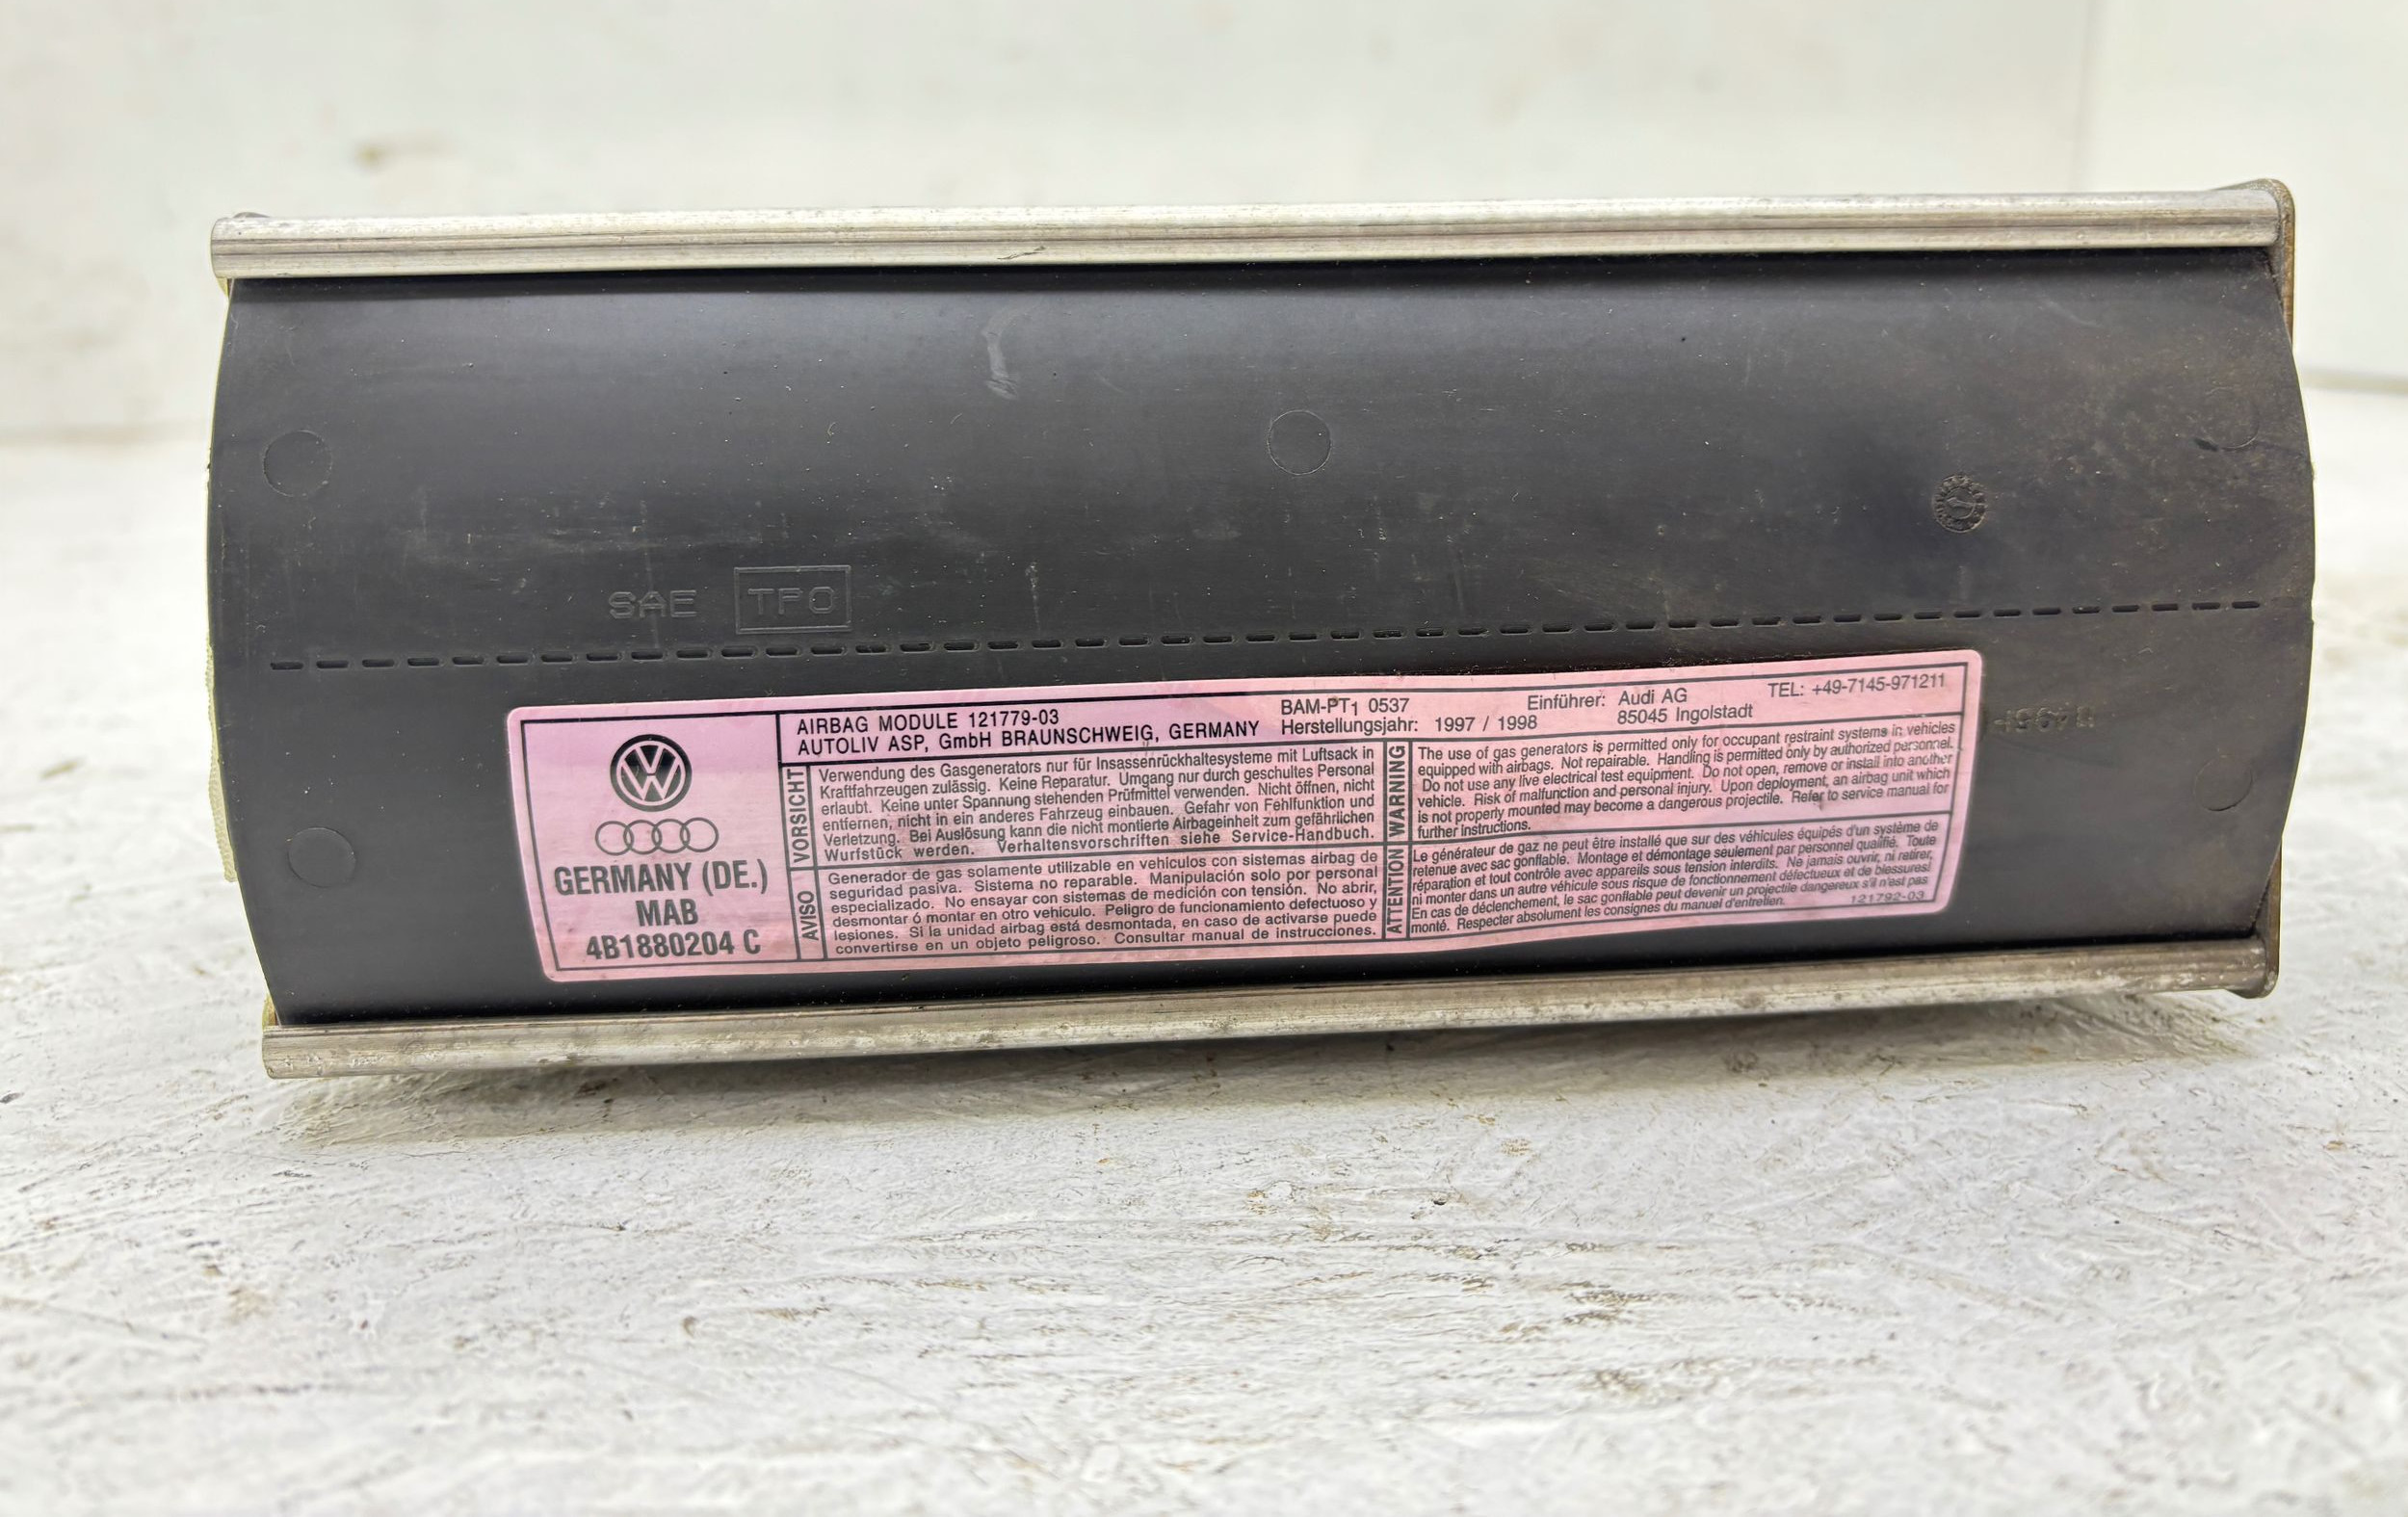 SAE TPO
GERMANY (DE.)
MAB
4B1880204 C
AIRBAG MODULE 121779-03
AUTOLIV ASP, GmbH BRAUNSCHWEIG, GERMANY
BAM-PT1 0537
Herstellungsjahr: 1997 / 1998
Einführer: Audi AG
85045 Ingolstadt
TEL: +49-7145-971211
VORSICHT
Verwendung des Gasgenerators nur für Insassenrückhaltesysteme mit Luftsack in
Kraftfahrzeugen zulässig. Keine Reparatur. Umgang nur durch geschultes Personal
erlaubt. Keine unter Spannung stehenden Prüfmittel verwenden. Nicht öffnen, nicht
entfernen, nicht in ein anderes Fahrzeug einbauen. Gefahr von Fehlfunktion und
Verletzung. Bei Auslösung kann die nicht montierte Airbageinheit zum gefährlichen
Wurfstück werden. Verhaltensvorschriften siehe Service-Handbuch.
AVISO
Generador de gas solamente utilizable en vehículos con sistemas airbag de
seguridad pasiva. Sistema no reparable. Manipulación solo por personal
especializado. No ensayar con sistemas de medición con tensión. No abrir,
desmontar ó montar en otro vehículo. Peligro de funcionamiento defectuoso y
lesiones. Si la unidad airbag está desmontada, en caso de activarse puede
convertirse en un objeto peligroso. Consultar manual de instrucciones.
WARNING
The use of gas generators is permitted only for occupant restraint systems in vehicles
equipped with airbags. Not repairable. Handling is permitted only by authorized personnel.
Do not use any live electrical test equipment. Do not open, remove or install into another
vehicle. Risk of malfunction and personal injury. Upon deployment, an airbag unit which
is not properly mounted may become a dangerous projectile. Refer to service manual for
further instructions.
ATTENTION
Le générateur de gaz ne peut être installé que sur des véhicules équipés d'un système de
retenue avec sac gonflable. Montage et démontage seulement par personnel qualifié. Toute
réparation et tout contrôle avec appareils sous tension interdits. Ne jamais ouvrir, ni retirer,
ni monter dans un autre véhicule sous risque de fonctionnement défectueux et de blessures!
En cas de déclenchement, le sac gonflable peut devenir un projectile dangereux s'il n'est pas
monté. Respecter absolument les consignes du manuel d'entretien.
121792-03